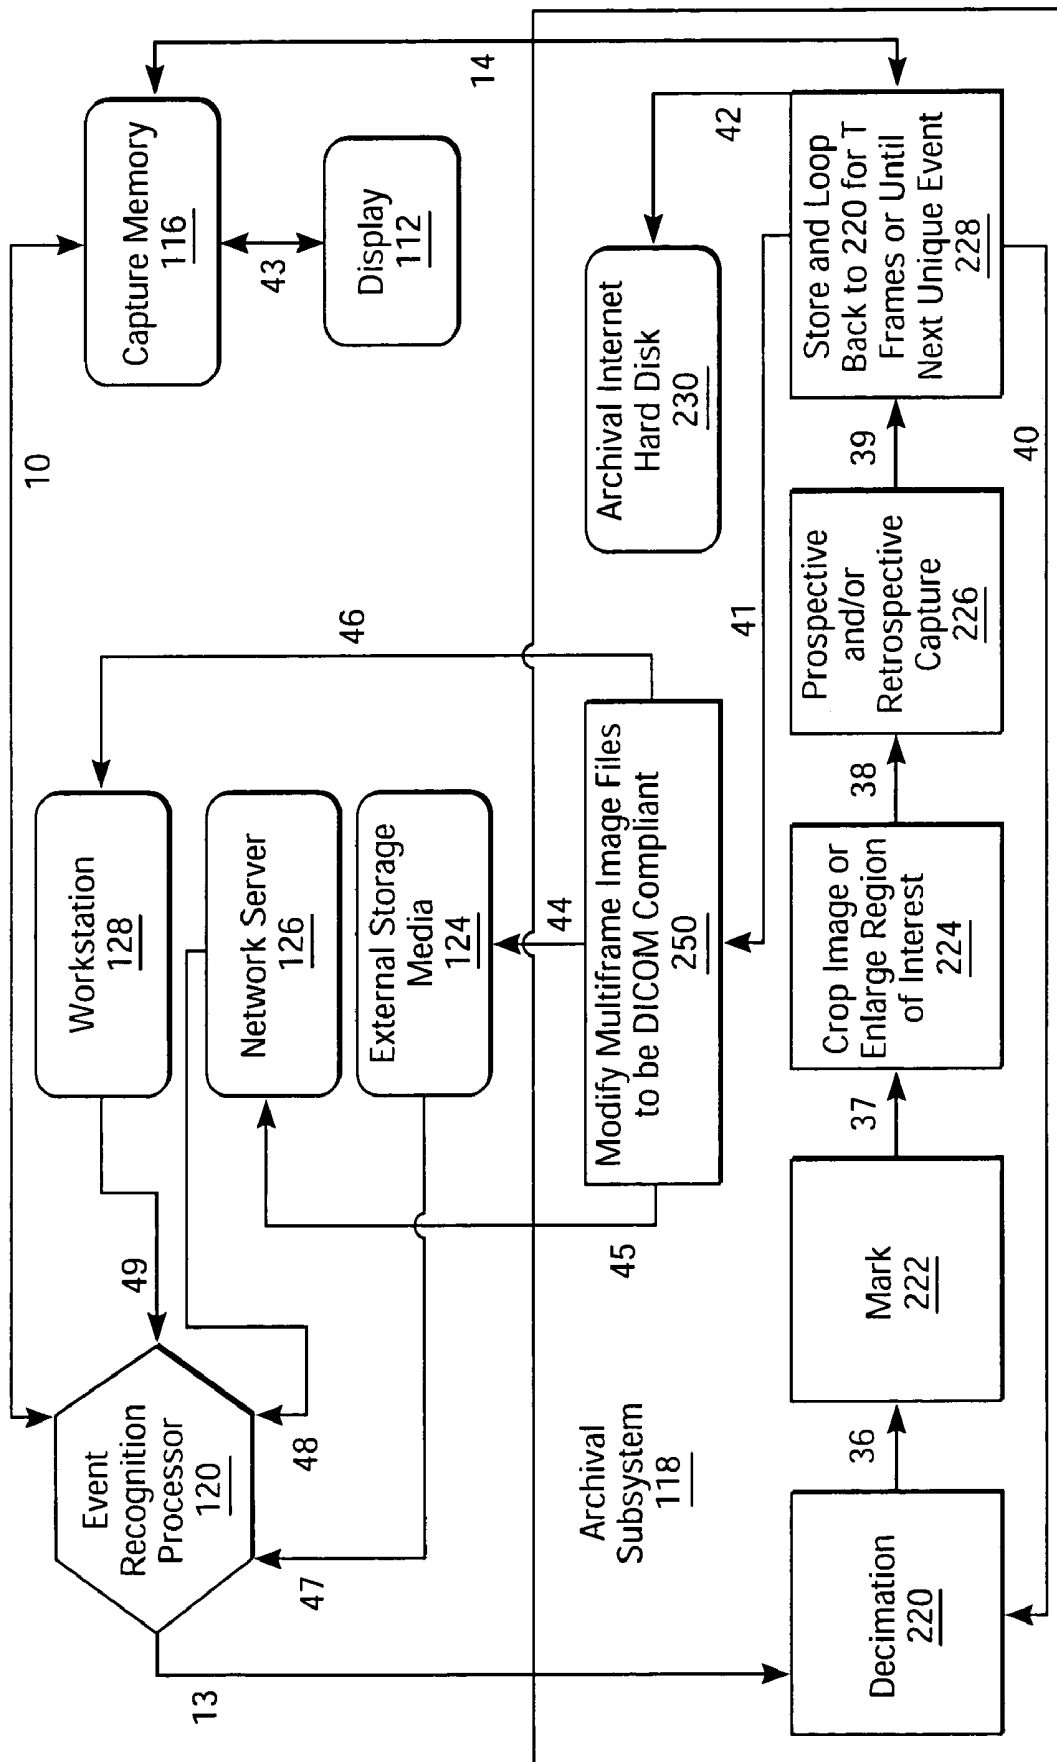 10
14
Event
Recognition
Processor
120
49
48
47
13
Workstation
128
Network Server
126
External Storage
Media
124
46
44
45
Capture Memory
116
43
Display
112
Archival
Subsystem
118
Modify Multiframe Image Files
to be DICOM Compliant
250
41
Archival Internet
Hard Disk
230
42
Decimation
220
36
Mark
222
37
Crop Image or
Enlarge Region
of Interest
224
38
Prospective
and/or
Retrospective
Capture
226
39
Store and Loop
Back to 220 for T
Frames or Until
Next Unique Event
228
40